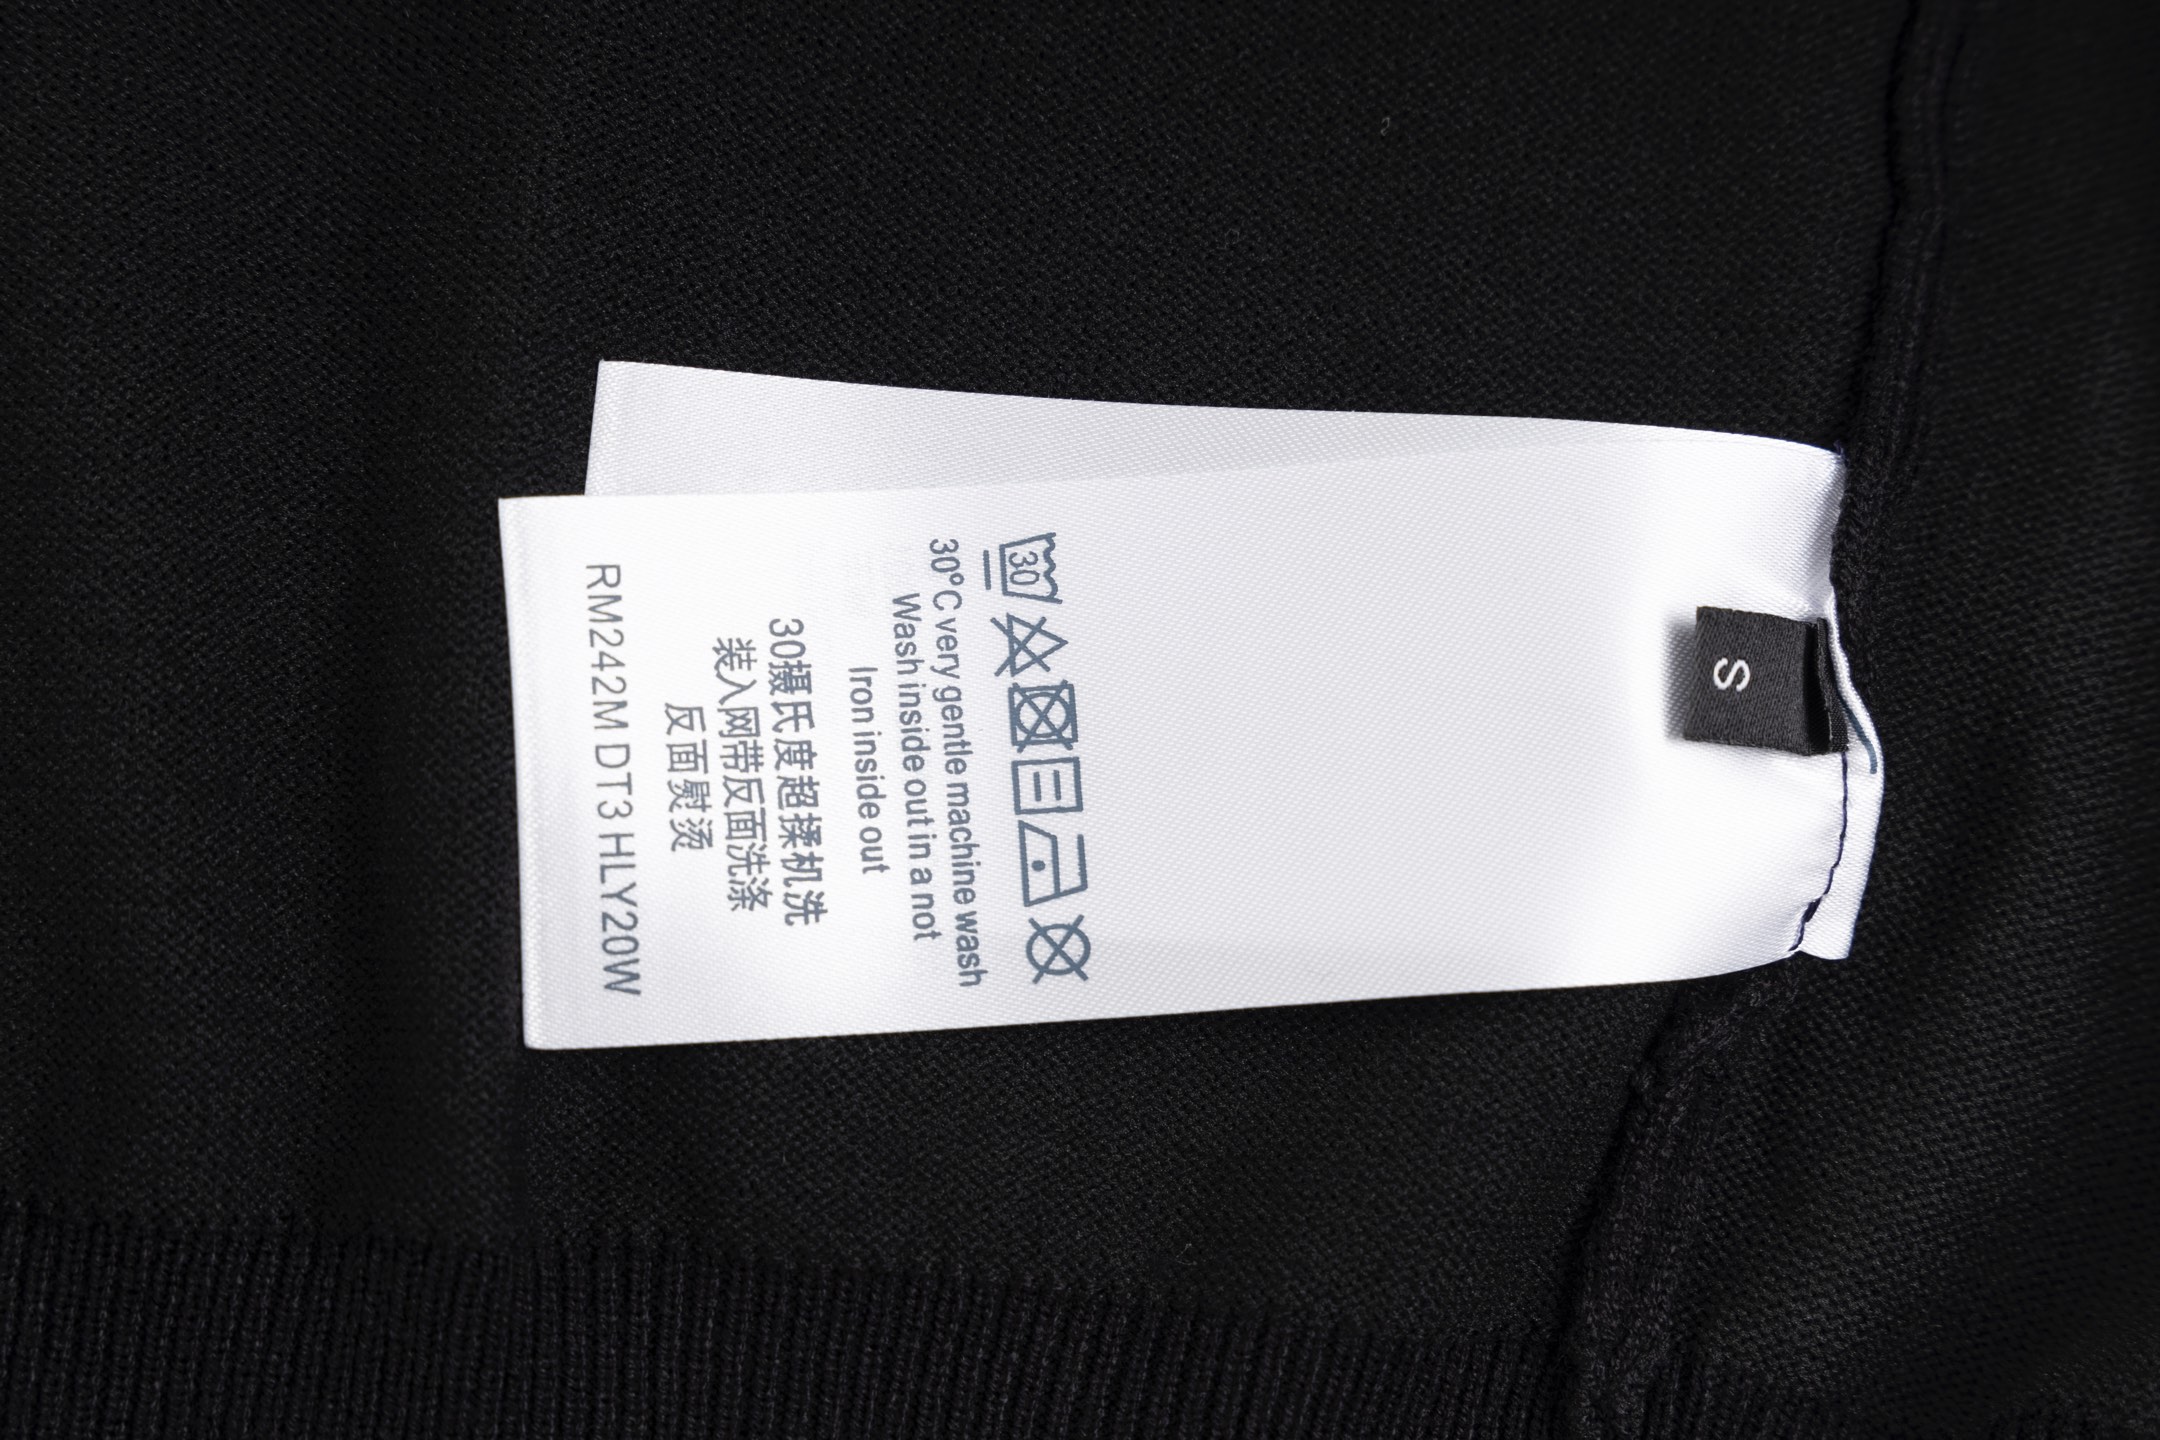 S
30
30°C very gentle machine wash
Wash inside out in a not
Iron inside out
30摄氏度超揉机洗
装入网带反面洗涤
反面熨烫
RM242M DT3 HLY20W